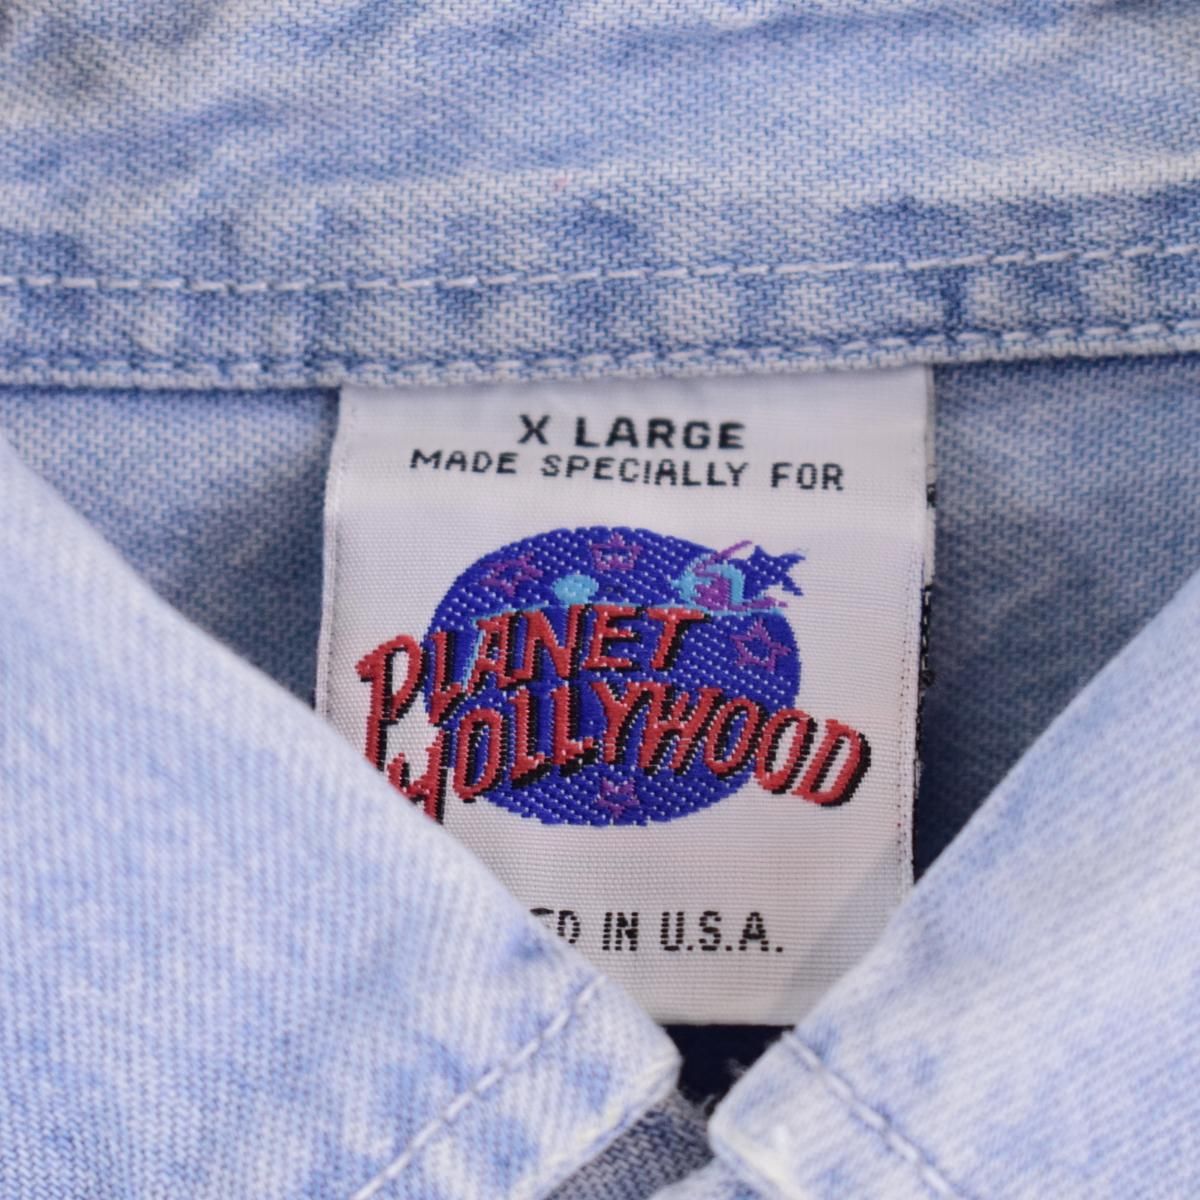 X LARGE
MADE SPECIALLY FOR
PLANET
HOLLYWOOD
IN U.S.A.